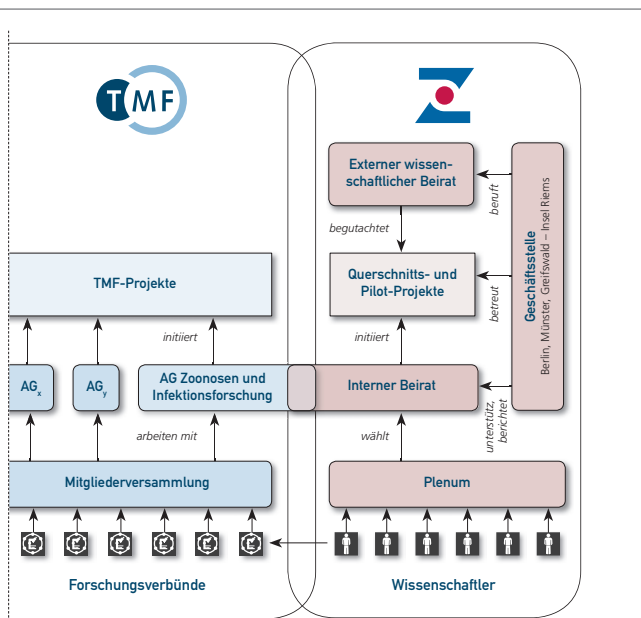 TMF
Externer wissen-
schaftlicher Beirat
beruft
begutachtet
Geschäftsstelle
Berlin, Münster, Greifswald – Insel Riems
TMF-Projekte
Querschnitts- und
Pilot-Projekte
betreut
initiiert
initiiert
AGx
AGy
AG Zoonosen und
Infektionsforschung
Interner Beirat
unterstütz,
berichtet
arbeiten mit
wählt
Mitgliederversammlung
Plenum
Forschungsverbünde
Wissenschaftler